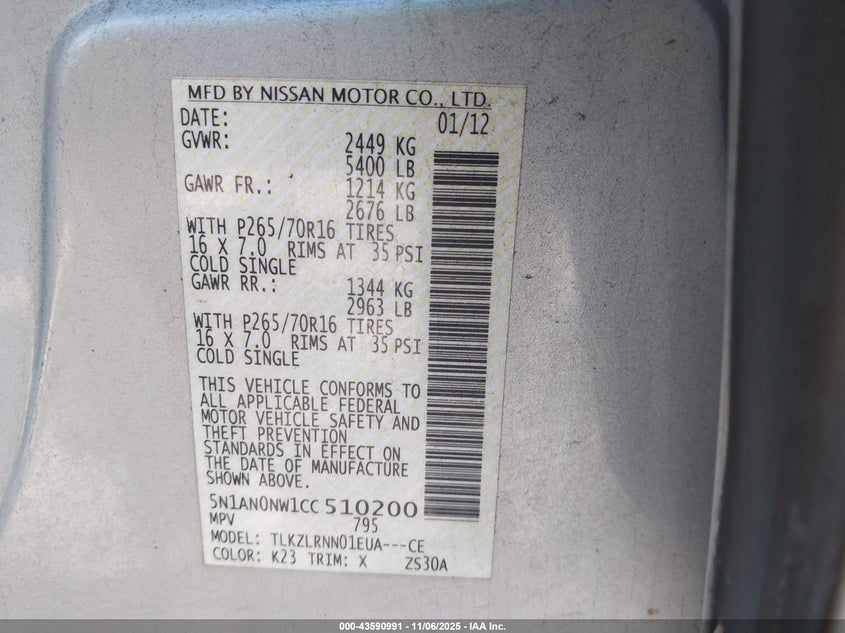 MFD BY NISSAN MOTOR CO., LTD.
DATE: 01/12
GVWR: 2449 KG
5400 LB
GAWR FR.: 1214 KG
2676 LB
WITH P265/70R16 TIRES
16 X 7.0 RIMS AT 35 PSI
COLD SINGLE
GAWR RR.: 1344 KG
2963 LB
WITH P265/70R16 TIRES
16 X 7.0 RIMS AT 35 PSI
COLD SINGLE
THIS VEHICLE CONFORMS TO
ALL APPLICABLE FEDERAL
MOTOR VEHICLE SAFETY AND
THEFT PREVENTION
STANDARDS IN EFFECT ON
THE DATE OF MANUFACTURE
SHOWN ABOVE.
5N1AN0NW1CC 510200
MPV 795
MODEL: TLKZLRNN01EUA---CE
COLOR: K23 TRIM: X ZS30A
000-43590991 - 11/06/2025 - IAA Inc.